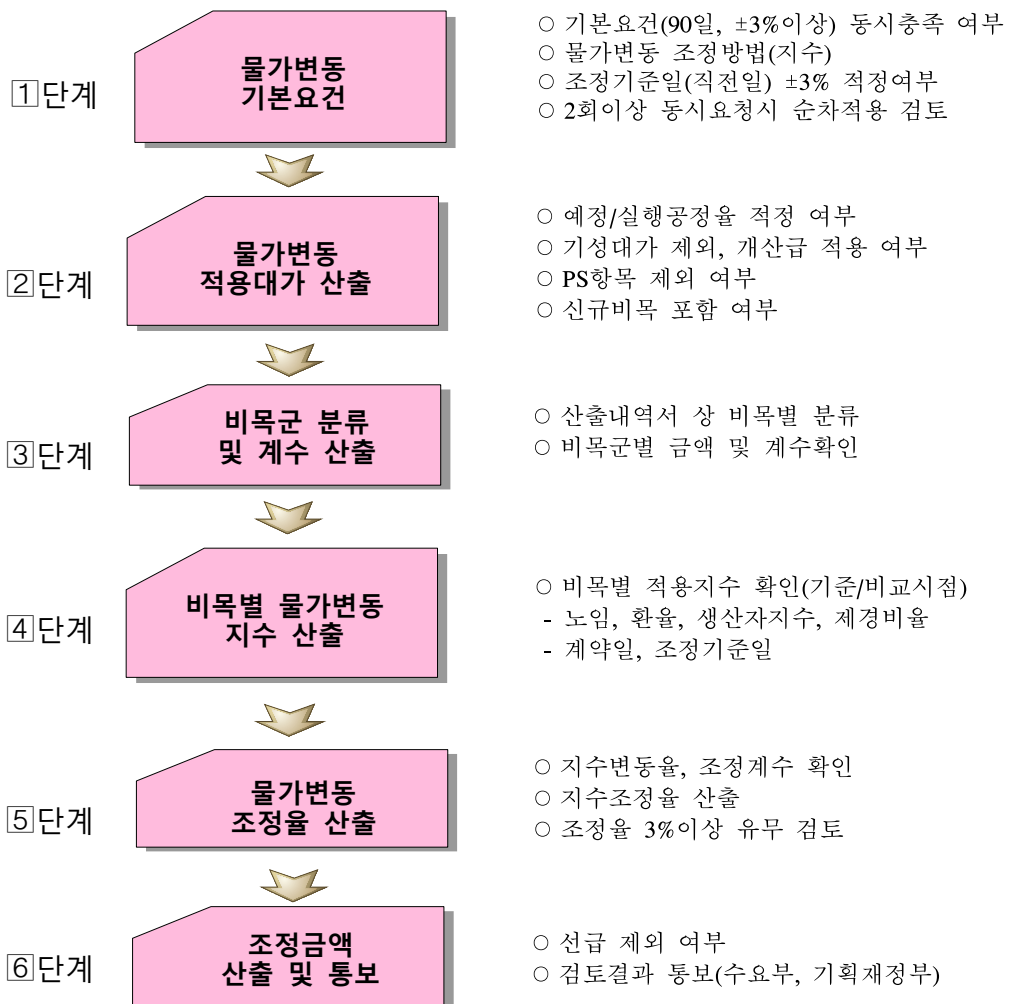 1단계
물가변동
기본요건
○ 기본요건(90일, ±3%이상) 동시충족 여부
○ 물가변동 조정방법(지수)
○ 조정기준일(직전일) ±3% 적정여부
○ 2회이상 동시요청시 순차적용 검토
2단계
물가변동
적용대가 산출
○ 예정/실행공정율 적정 여부
○ 기성대가 제외, 개산급 적용 여부
○ PS항목 제외 여부
○ 신규비목 포함 여부
3단계
비목군 분류
및 계수 산출
○ 산출내역서 상 비목별 분류
○ 비목군별 금액 및 계수확인
4단계
비목별 물가변동
지수 산출
○ 비목별 적용지수 확인(기준/비교시점)
- 노임, 환율, 생산자지수, 제경비율
- 계약일, 조정기준일
5단계
물가변동
조정율 산출
○ 지수변동율, 조정계수 확인
○ 지수조정율 산출
○ 조정율 3%이상 유무 검토
6단계
조정금액
산출 및 통보
○ 선급 제외 여부
○ 검토결과 통보(수요부, 기획재정부)